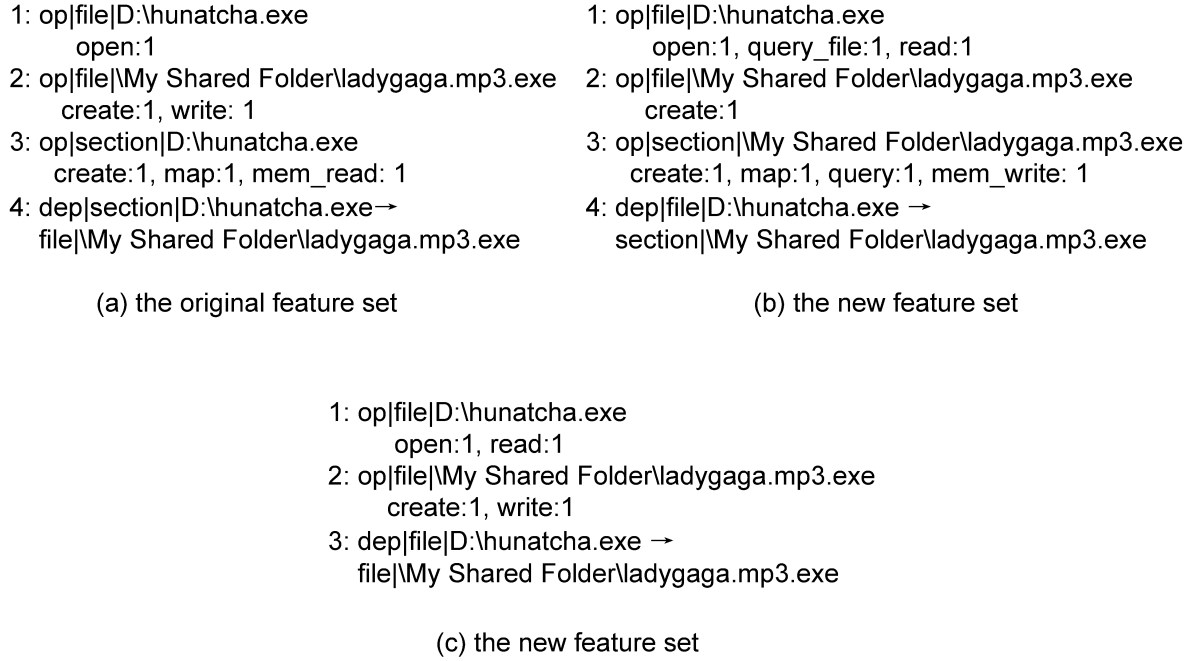 1: op|file|D:\hunatcha.exe
open:1
2: op|file|\My Shared Folder\ladygaga.mp3.exe
create:1, write: 1
3: op|section|D:\hunatcha.exe
create:1, map:1, mem_read: 1
4: dep|section|D:\hunatcha.exe→
file|\My Shared Folder\ladygaga.mp3.exe
(a) the original feature set
1: op|file|D:\hunatcha.exe
open:1, query_file:1, read:1
2: op|file|\My Shared Folder\ladygaga.mp3.exe
create:1
3: op|section|\My Shared Folder\ladygaga.mp3.exe
create:1, map:1, query:1, mem_write: 1
4: dep|file|D:\hunatcha.exe →
section|\My Shared Folder\ladygaga.mp3.exe
(b) the new feature set
1: op|file|D:\hunatcha.exe
open:1, read:1
2: op|file|\My Shared Folder\ladygaga.mp3.exe
create:1, write:1
3: dep|file|D:\hunatcha.exe →
file|\My Shared Folder\ladygaga.mp3.exe
(c) the new feature set